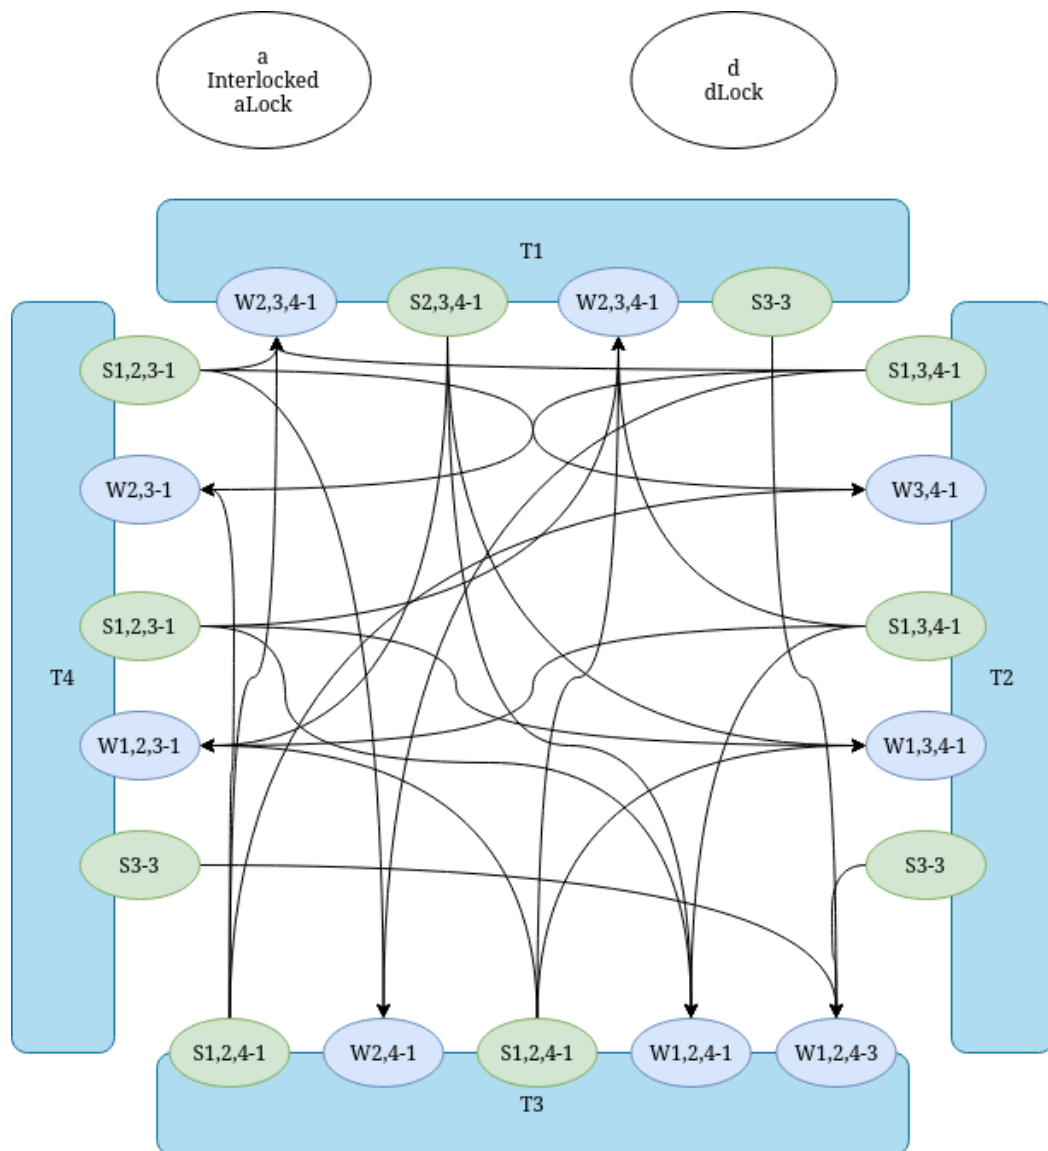 a
Interlocked
aLock
d
dLock
T1
W2,3,4-1
S2,3,4-1
W2,3,4-1
S3-3
S1,2,3-1
S1,3,4-1
W2,3-1
W3,4-1
S1,2,3-1
S1,3,4-1
T4
T2
W1,2,3-1
W1,3,4-1
S3-3
S3-3
S1,2,4-1
W2,4-1
S1,2,4-1
W1,2,4-1
W1,2,4-3
T3